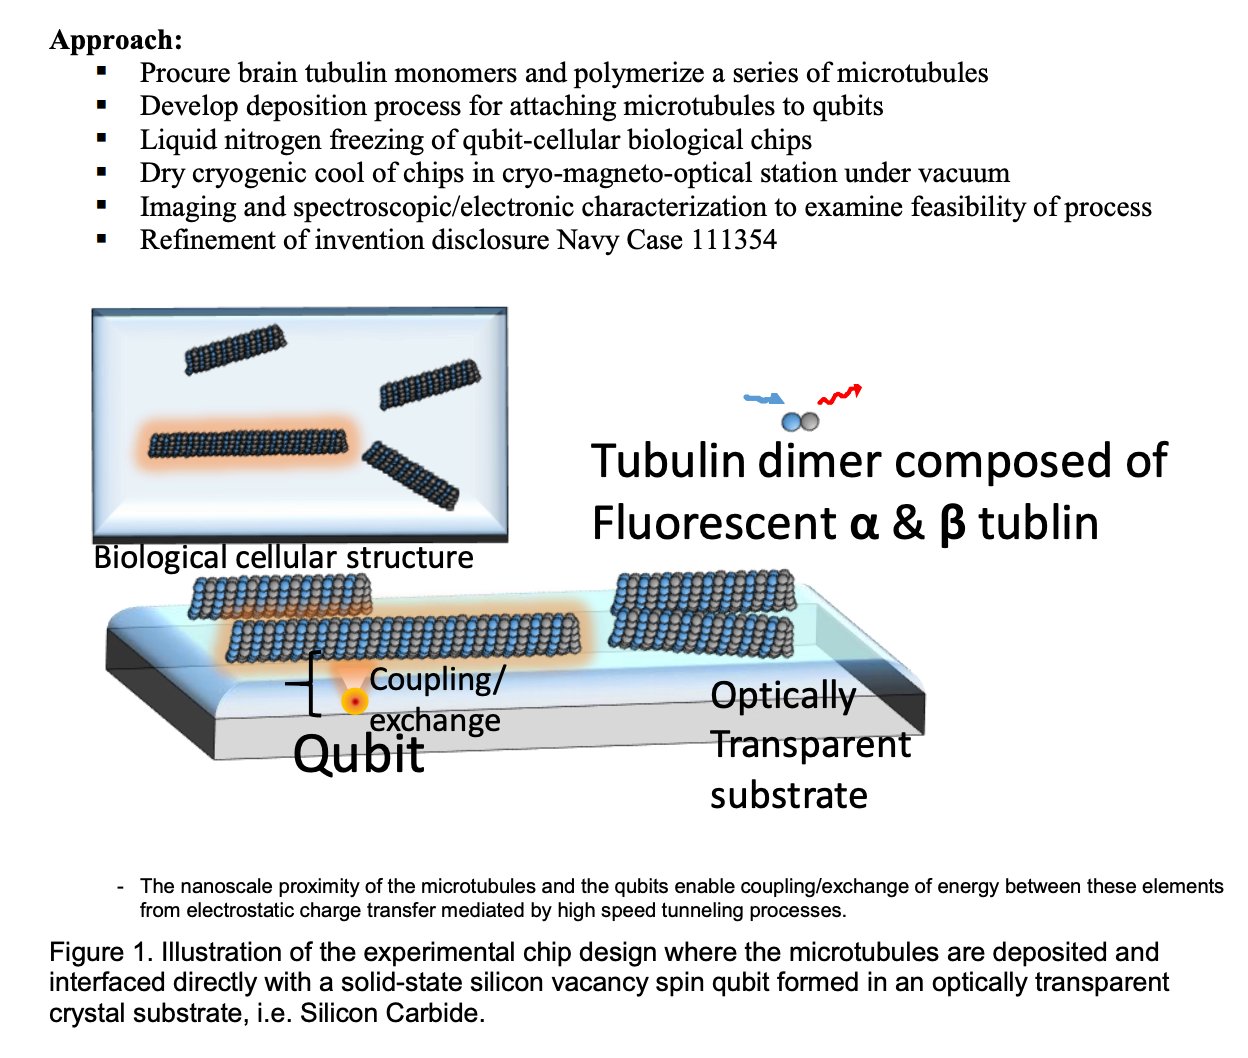 Approach:
▪ Procure brain tubulin monomers and polymerize a series of microtubules
▪ Develop deposition process for attaching microtubules to qubits
▪ Liquid nitrogen freezing of qubit-cellular biological chips
▪ Dry cryogenic cool of chips in cryo-magneto-optical station under vacuum
▪ Imaging and spectroscopic/electronic characterization to examine feasibility of process
▪ Refinement of invention disclosure Navy Case 111354
Tubulin dimer composed of
Fluorescent α & β tublin
Biological cellular structure
Coupling/
exchange
Qubit
Optically
Transparent
substrate
- The nanoscale proximity of the microtubules and the qubits enable coupling/exchange of energy between these elements
from electrostatic charge transfer mediated by high speed tunneling processes.
Figure 1. Illustration of the experimental chip design where the microtubules are deposited and
interfaced directly with a solid-state silicon vacancy spin qubit formed in an optically transparent
crystal substrate, i.e. Silicon Carbide.